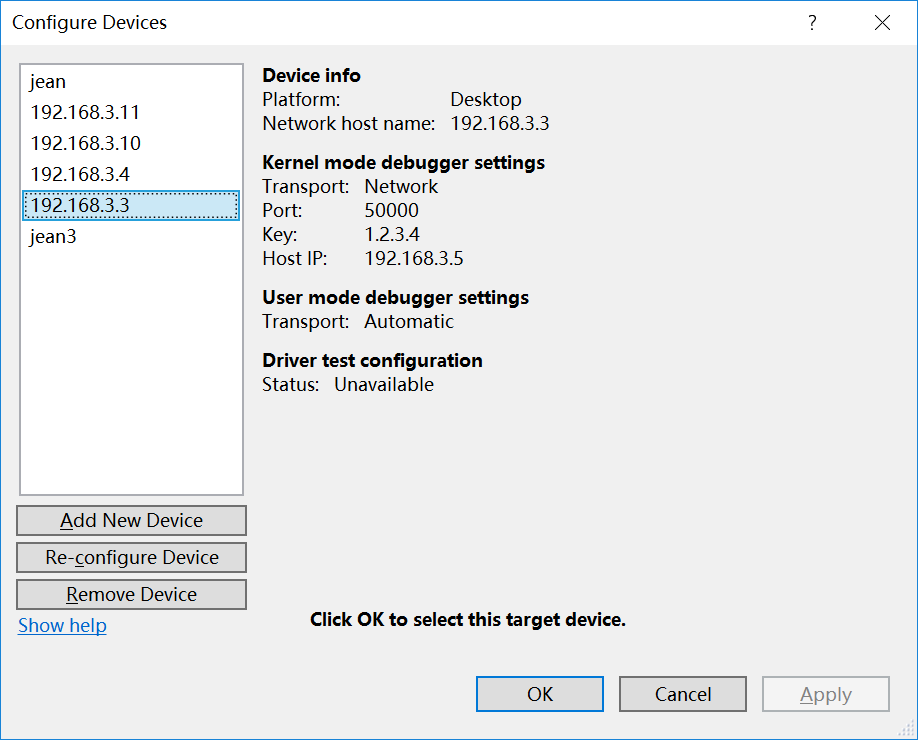 Configure Devices
?
jean
192.168.3.11
192.168.3.10
192.168.3.4
192.168.3.3
jean3
Add New Device
Re-configure Device
Remove Device
Show help
Device info
Platform: Desktop
Network host name: 192.168.3.3
Kernel mode debugger settings
Transport: Network
Port: 50000
Key: 1.2.3.4
Host IP: 192.168.3.5
User mode debugger settings
Transport: Automatic
Driver test configuration
Status: Unavailable
Click OK to select this target device.
OK
Cancel
Apply